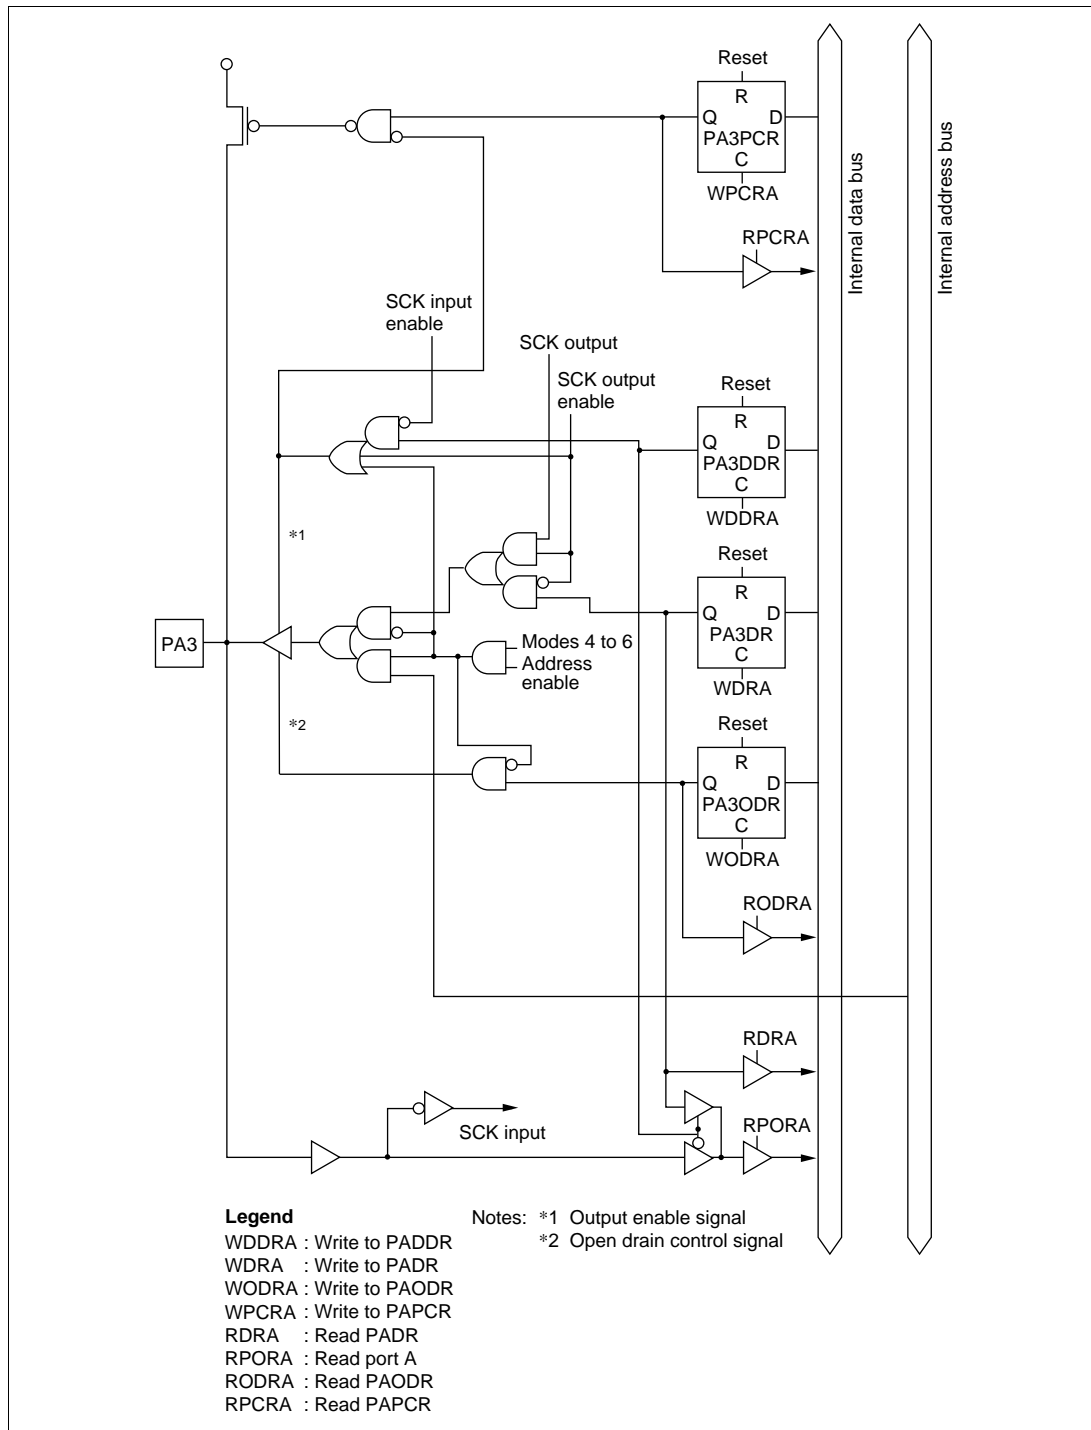 Reset
R
Q D
PA3PCR
C
WPCRA
RPCRA
Internal data bus
Internal address bus
SCK input
enable
SCK output
SCK output
enable
Reset
R
Q D
PA3DDR
C
WDDRA
*1
Reset
R
Q D
PA3DR
C
WDRA
PA3
Modes 4 to 6
Address
enable
*2
Reset
R
Q D
PA3ODR
C
WODRA
RODRA
RDRA
SCK input
RPORA
Legend
WDDRA : Write to PADDR
WDRA : Write to PADR
WODRA : Write to PAODR
WPCRA : Write to PAPCR
RDRA : Read PADR
RPORA : Read port A
RODRA : Read PAODR
RPCRA : Read PAPCR
Notes: *1 Output enable signal
*2 Open drain control signal